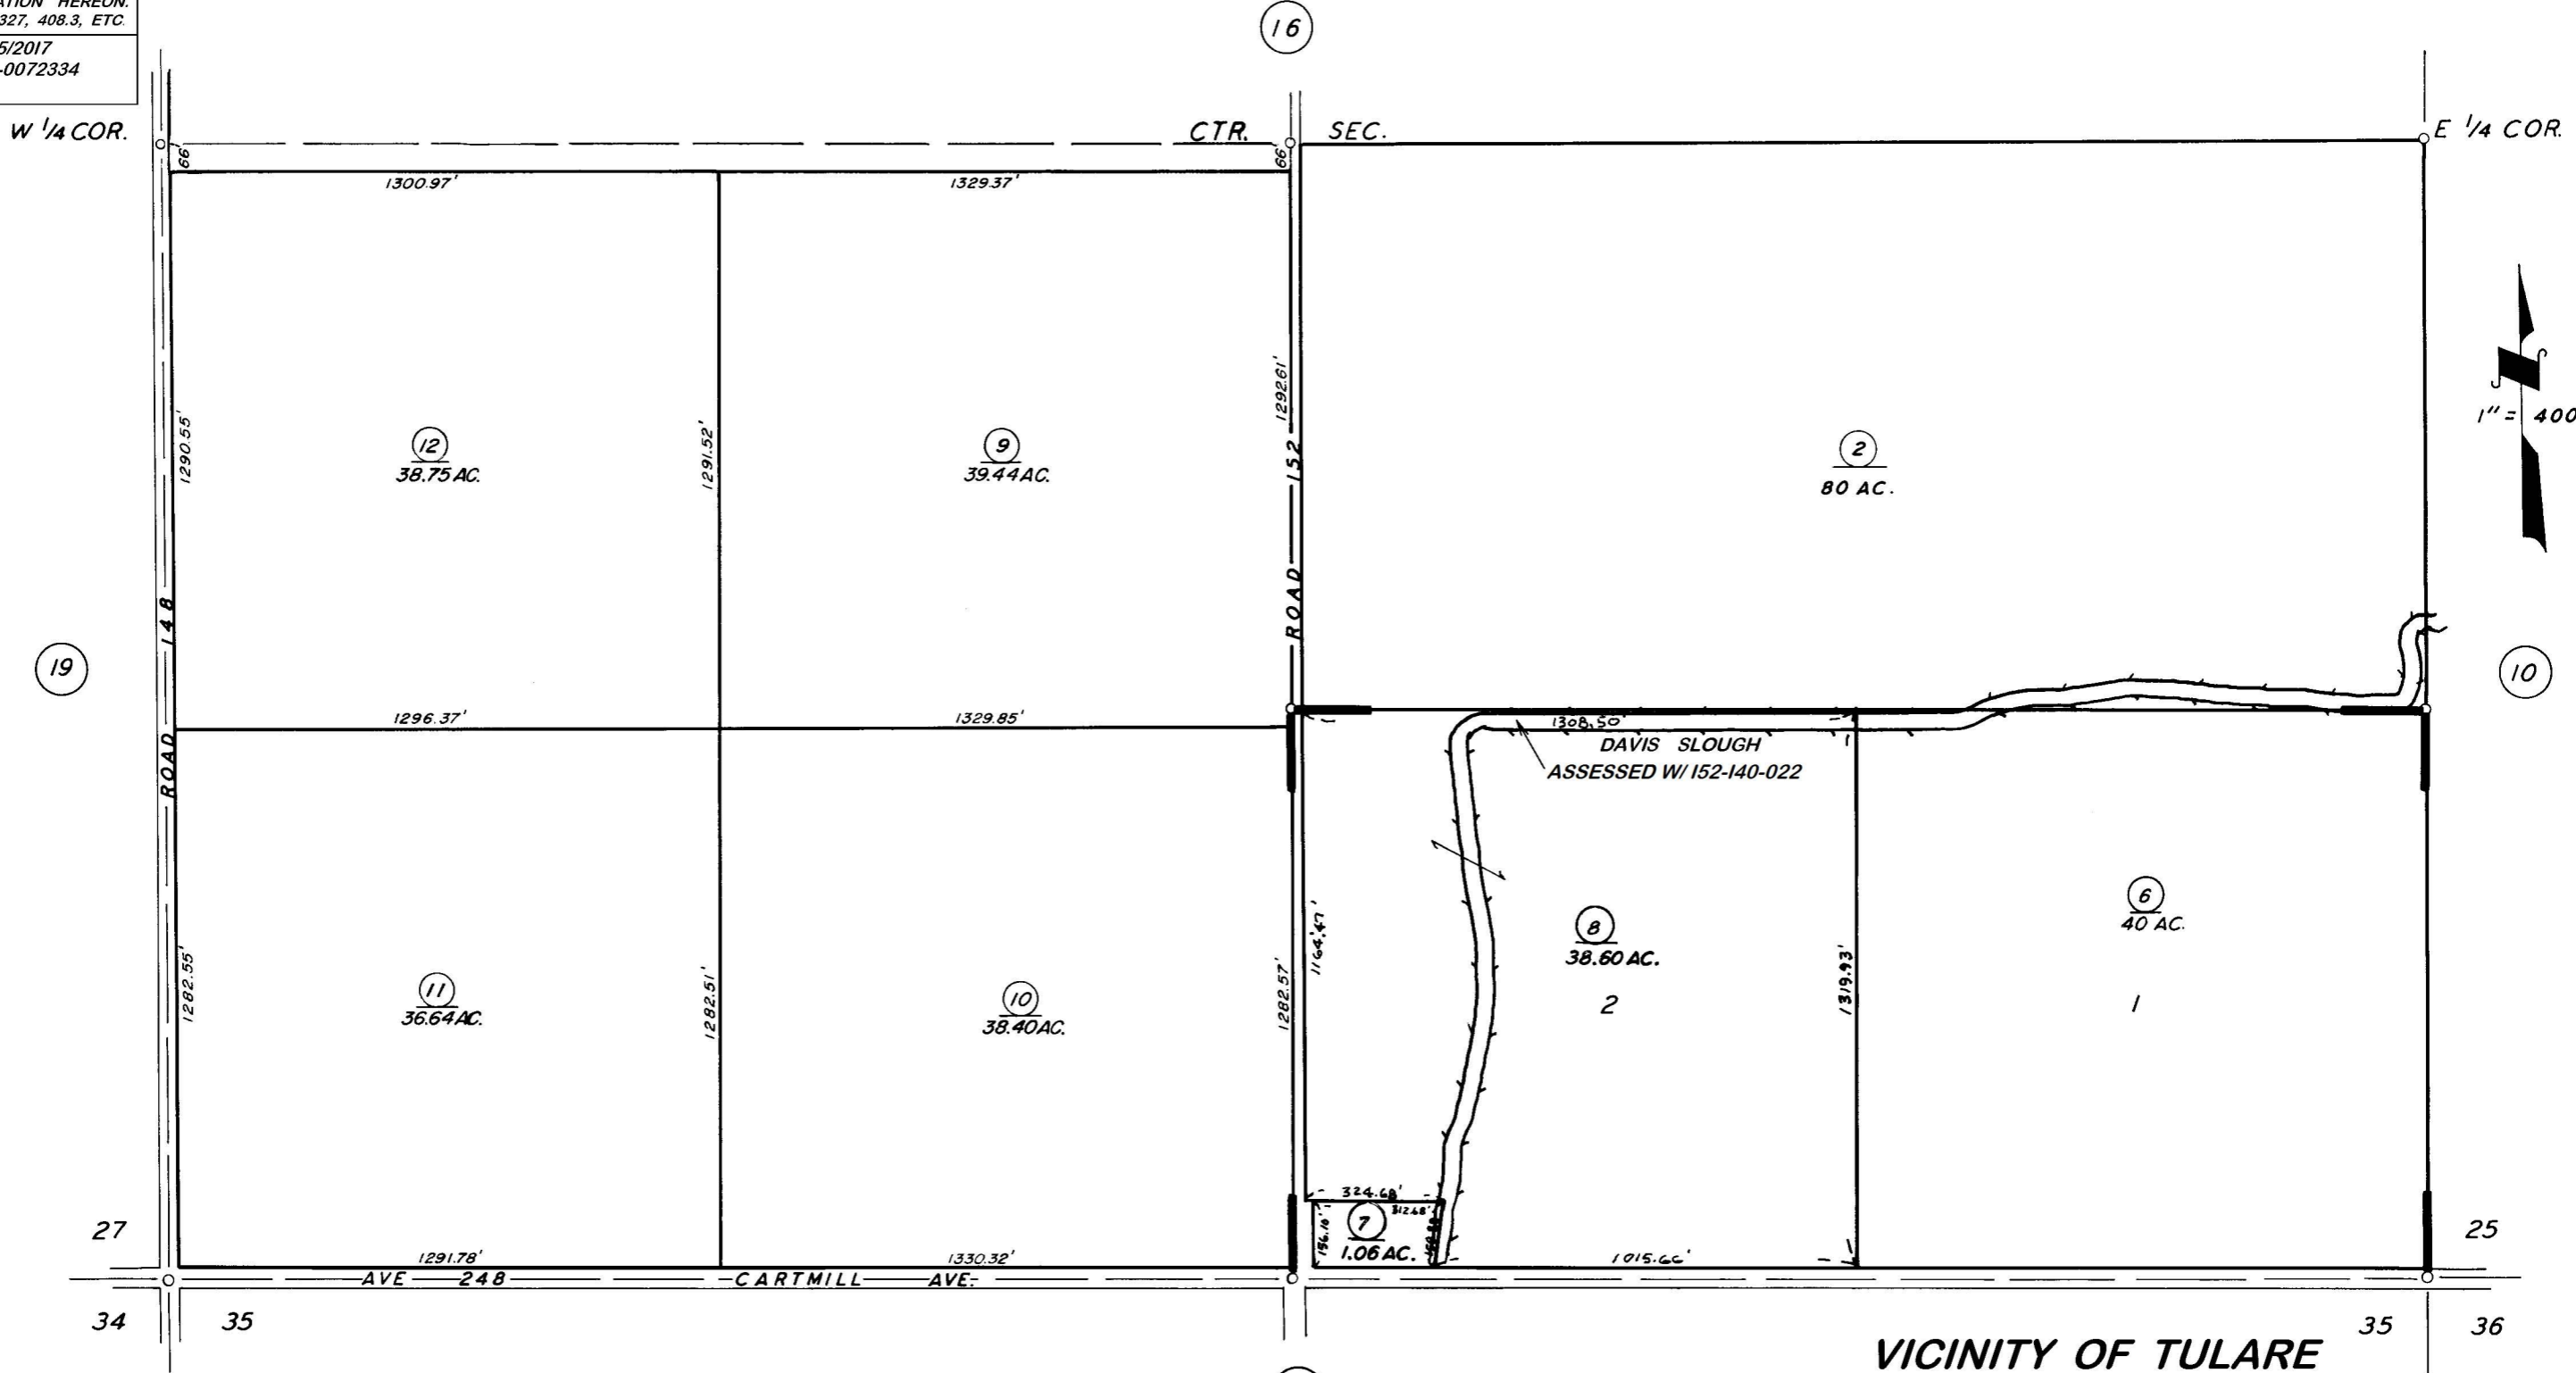 HEREON.
327, 408.3, ETC.
5/2017
-0072334
16
W 1/4 COR.
CTR. SEC.
E 1/4 COR.
66'
66'
1300.97'
1329.37'
1290.55'
12
38.75 AC.
1291.52'
9
39.44 AC.
1292.61'
ROAD 152
2
80 AC.
1" = 400
19
ROAD 148
10
1296.37'
1329.85'
1308.50'
DAVIS SLOUGH
ASSESSED W/ 152-140-022
1282.55'
11
36.64 AC.
1282.51'
10
38.40 AC.
1282.57'
1164.47'
8
38.60 AC.
2
1319.93'
6
40 AC.
1
324.68'
312.68'
156.10'
7
1.06 AC.
1015.66'
27
25
1291.78'
1330.32'
AVE 248 CARTMILL AVE.
34 35
35 36
VICINITY OF TULARE